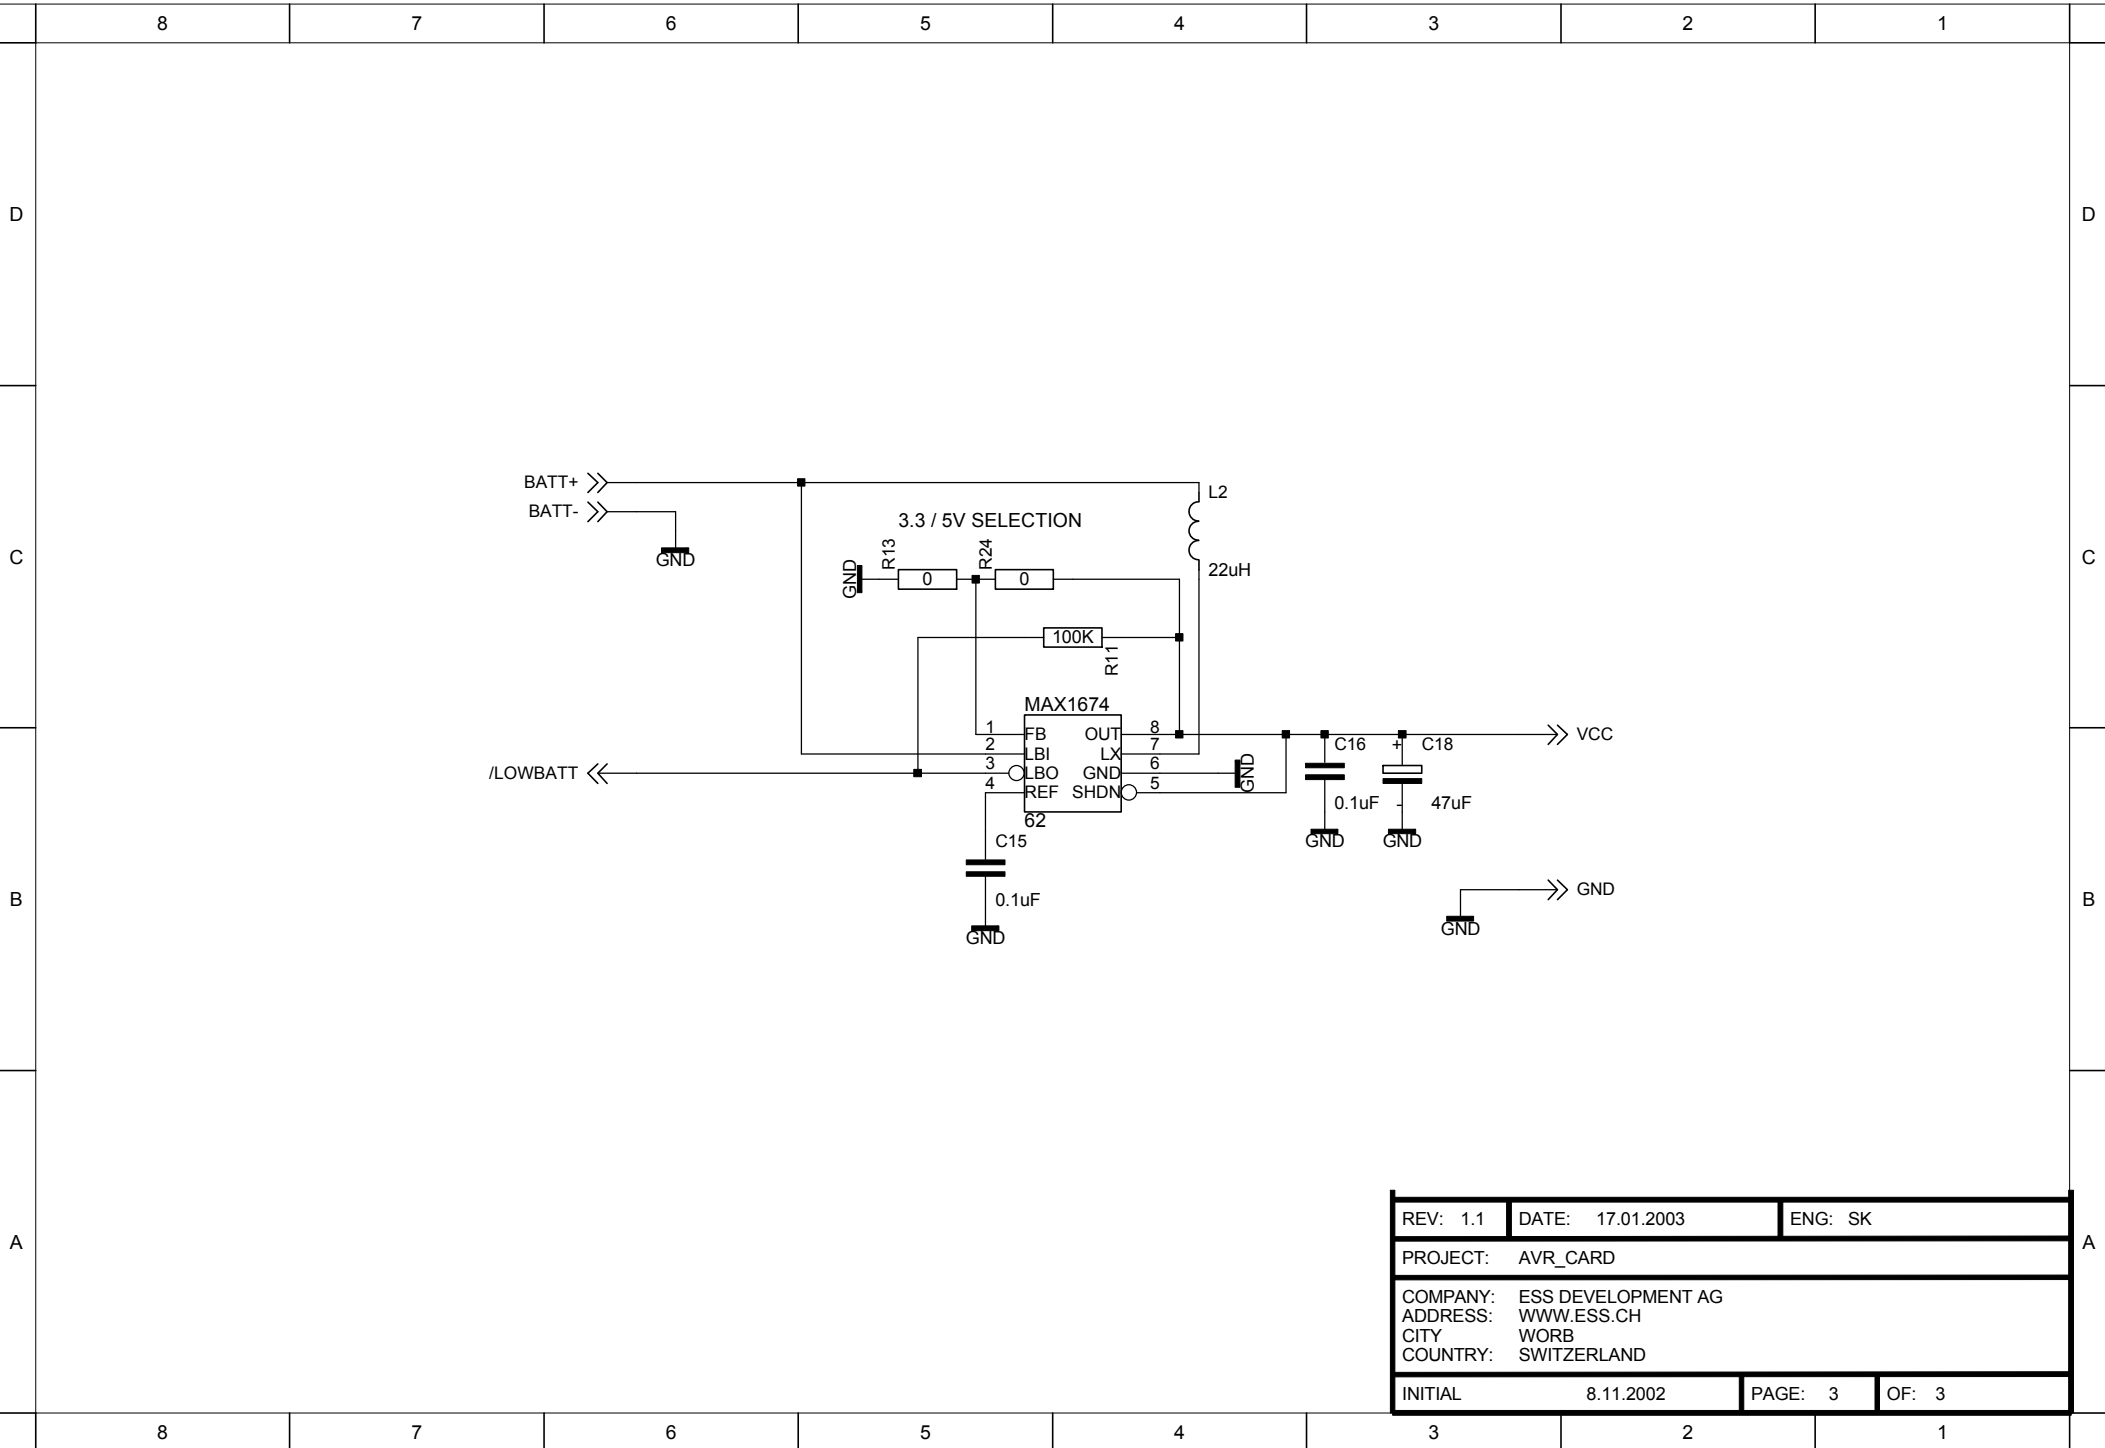 8 7 6 5 4 3 2 1
D D
BATT+
L2
BATT-
3.3 / 5V SELECTION
R13 R24
C C
GND
GND
0 0
22uH
100K
R11
MAX1674
1 FB OUT 8
2 LBI LX 7
3 LBO GND 6
4 REF SHDN 5
62
VCC
/LOWBATT
GND
C16 + C18
0.1uF - 47uF
GND GND
C15
0.1uF
GND
GND
GND
B B
REV: 1.1 DATE: 17.01.2003 ENG: SK
A A
PROJECT: AVR_CARD
COMPANY: ESS DEVELOPMENT AG
ADDRESS: WWW.ESS.CH
CITY WORB
COUNTRY: SWITZERLAND
INITIAL 8.11.2002 PAGE: 3 OF: 3
8 7 6 5 4 3 2 1